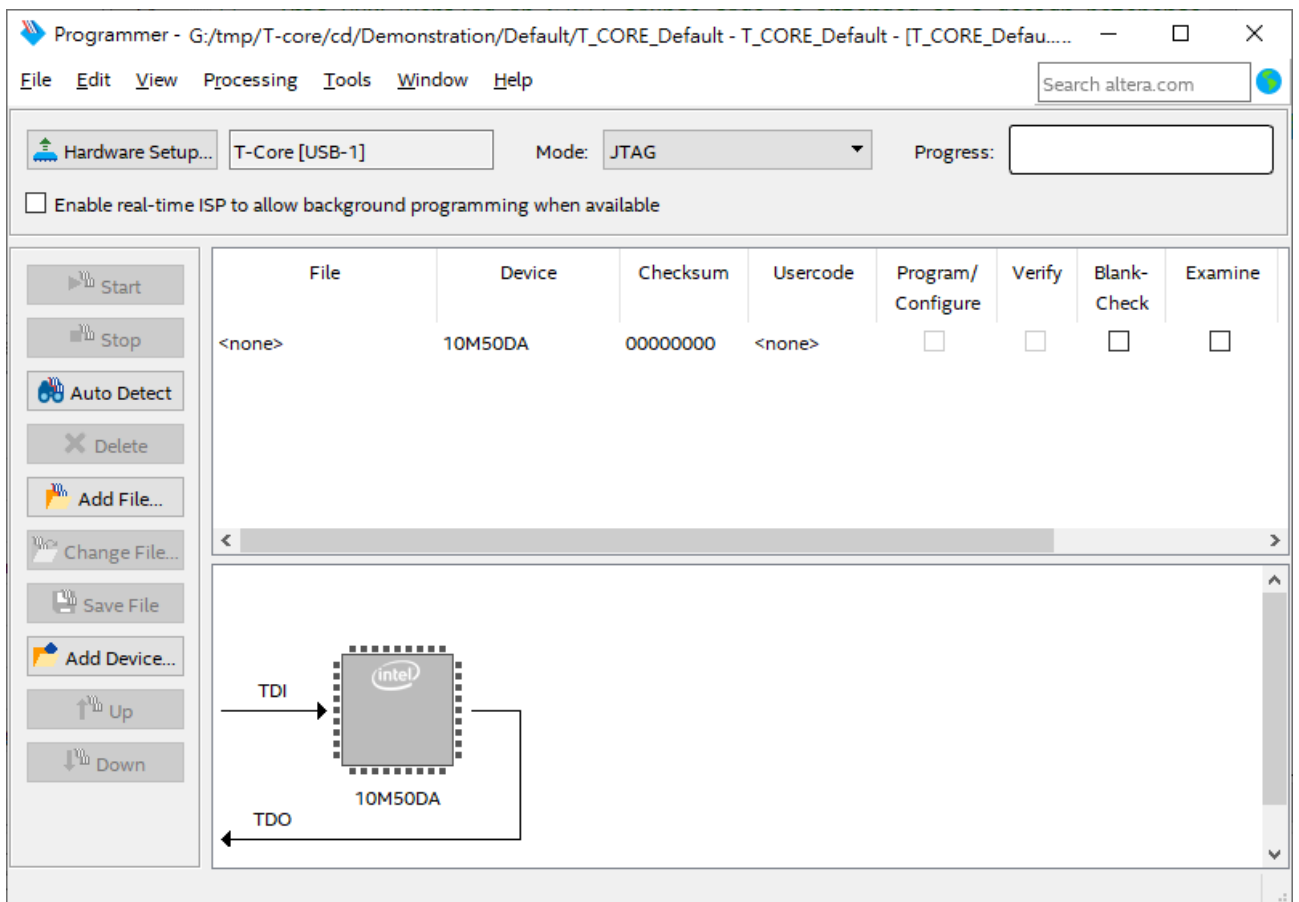 Programmer - G:/tmp/T-core/cd/Demonstration/Default/T_CORE_Default - T_CORE_Default - [T_CORE_Defau.....
File Edit View Processing Tools Window Help
Search altera.com
Hardware Setup... T-Core [USB-1] Mode: JTAG Progress:
Enable real-time ISP to allow background programming when available
Start
Stop
Auto Detect
Delete
Add File...
Change File...
Save File
Add Device...
Up
Down
File Device Checksum Usercode Program/ Verify Blank- Examine
Configure Check
<none> 10M50DA 00000000 <none>
intel
TDI
10M50DA
TDO